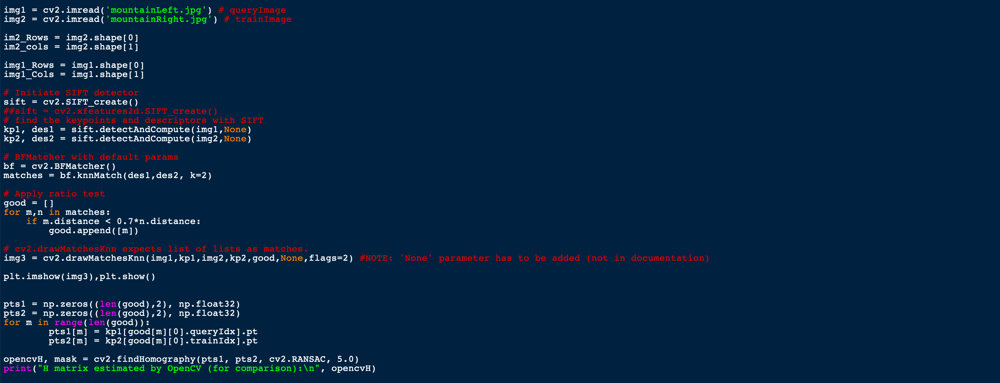 img1 = cv2.imread('mountainLeft.jpg') # queryImage
img2 = cv2.imread('mountainRight.jpg') # trainImage

im2_Rows = img2.shape[0]
im2_cols = img2.shape[1]

img1_Rows = img1.shape[0]
img1_Cols = img1.shape[1]

# Initiate SIFT detector
sift = cv2.SIFT_create()
##sift = cv2.xfeatures2d.SIFT_create()
# find the keypoints and descriptors with SIFT
kp1, des1 = sift.detectAndCompute(img1,None)
kp2, des2 = sift.detectAndCompute(img2,None)

# BFMatcher with default params
bf = cv2.BFMatcher()
matches = bf.knnMatch(des1,des2, k=2)

# Apply ratio test
good = []
for m,n in matches:
    if m.distance < 0.7*n.distance:
        good.append([m])

# cv2.drawMatchesKnn expects list of lists as matches.
img3 = cv2.drawMatchesKnn(img1,kp1,img2,kp2,good,None,flags=2) #NOTE: 'None' parameter has to be added (not in documentation)

plt.imshow(img3),plt.show()


pts1 = np.zeros((len(good),2), np.float32)
pts2 = np.zeros((len(good),2), np.float32)
for m in range(len(good)):
        pts1[m] = kp1[good[m][0].queryIdx].pt
        pts2[m] = kp2[good[m][0].trainIdx].pt

opencvH, mask = cv2.findHomography(pts1, pts2, cv2.RANSAC, 5.0)
print("H matrix estimated by OpenCV (for comparison):\n", opencvH)